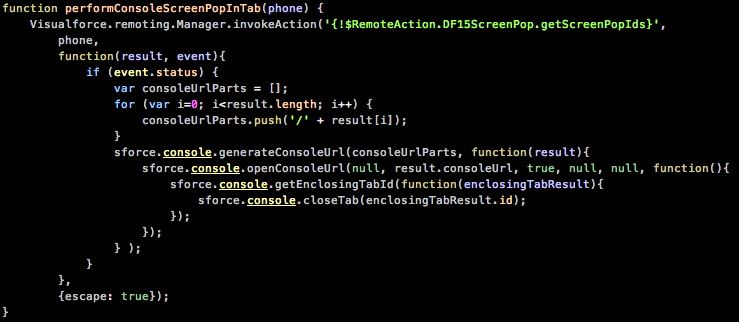 function performConsoleScreenPopInTab(phone) {
    Visualforce.remoting.Manager.invokeAction('{!$RemoteAction.DF15ScreenPop.getScreenPopIds}',
        phone,
        function(result, event){
            if (event.status) {
                var consoleUrlParts = [];
                for (var i=0; i<result.length; i++) {
                    consoleUrlParts.push('/' + result[i]);
                }
                sforce.console.generateConsoleUrl(consoleUrlParts, function(result){
                    sforce.console.openConsoleUrl(null, result.consoleUrl, true, null, null, function(){
                        sforce.console.getEnclosingTabId(function(enclosingTabResult){
                            sforce.console.closeTab(enclosingTabResult.id);
                        });
                    });
                } );
            }
        },
        {escape: true});
}